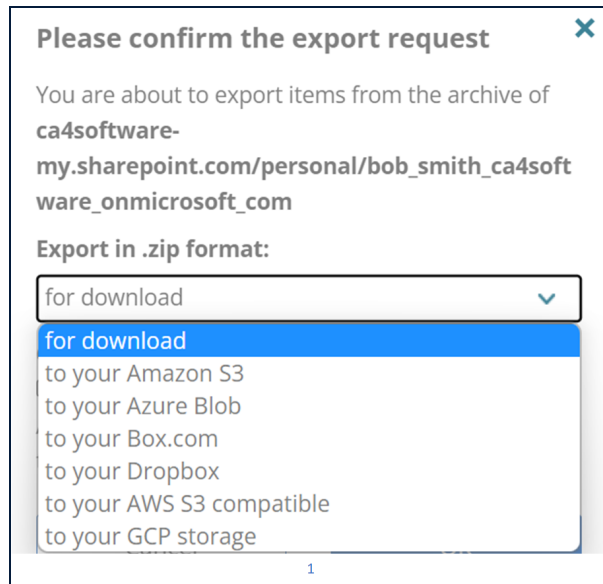 Please confirm the export request
You are about to export items from the archive of
ca4software-
my.sharepoint.com/personal/bob_smith_ca4soft
ware_onmicrosoft_com
Export in .zip format:
for download
for download
to your Amazon S3
to your Azure Blob
to your Box.com
to your Dropbox
to your AWS S3 compatible
to your GCP storage
1